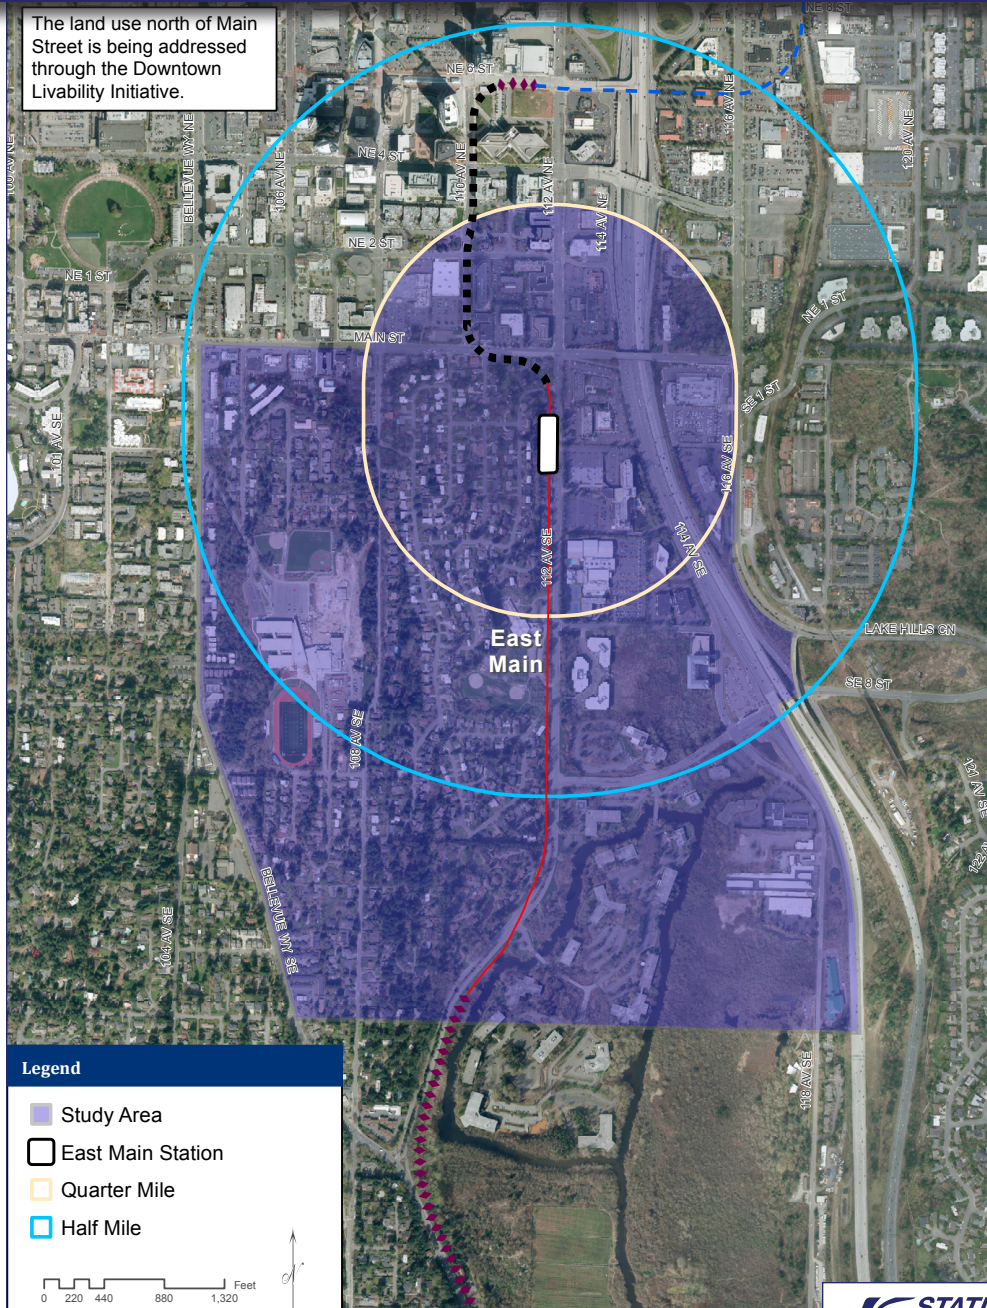 The land use north of Main
Street is being addressed
through the Downtown
Livability Initiative.
NE 8 ST
NE 6 ST
116 AV NE
120 AV NE
BELLEVUE WY NE
106 AV NE
NE 4 ST
110 AV NE
112 AV NE
114 AV NE
NE 2 ST
NE 1 ST
NE 1 ST
MAIN ST
SE 1 ST
101 AV SE
116 AV SE
112 AV SE
114 AV SE
East
Main
LAKE HILLS CN
SE 8 ST
108 AV SE
121 AV SE
BELLEVUE WY SE
104 AV SE
118 AV SE
Legend
Study Area
East Main Station
Quarter Mile
Half Mile
Feet
0 220 440 880 1,320
N